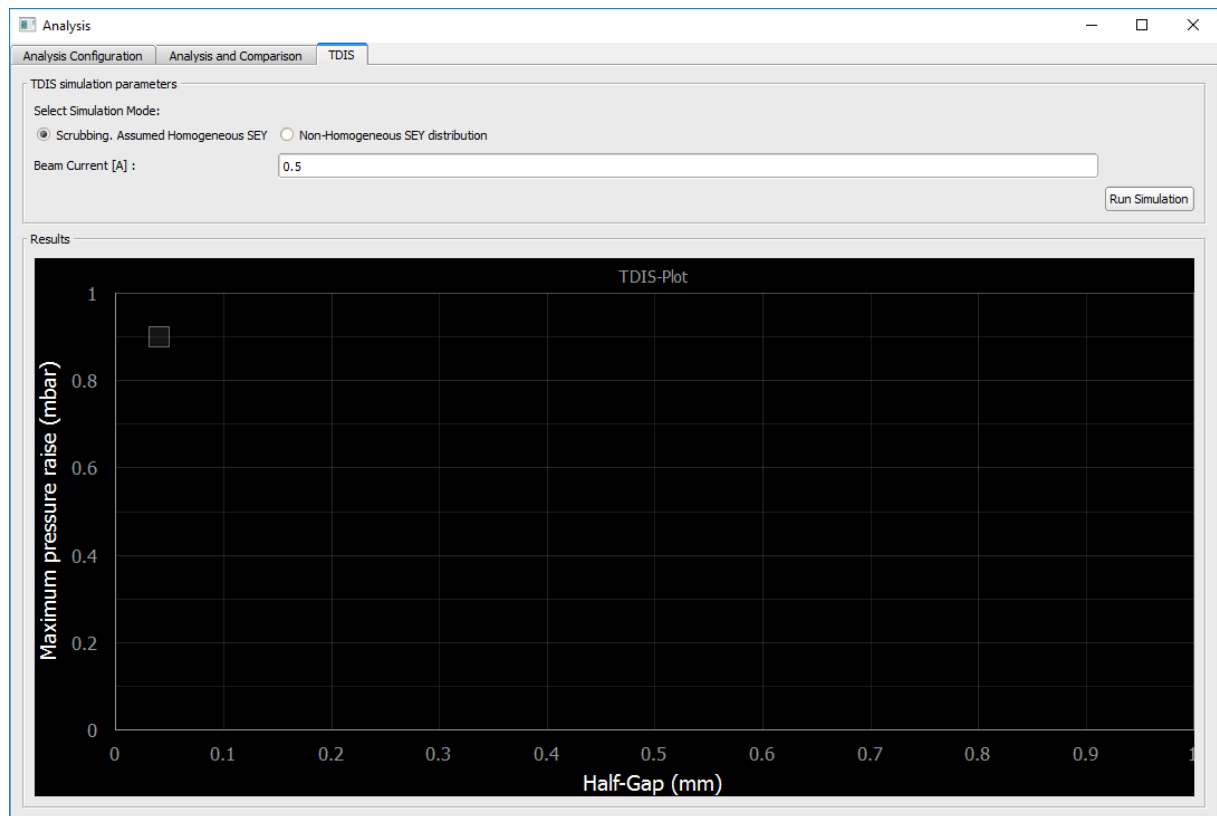 Analysis
Analysis Configuration Analysis and Comparison TDIS
TDIS simulation parameters
Select Simulation Mode:
Scrubbing. Assumed Homogeneous SEY Non-Homogeneous SEY distribution
Beam Current [A] : 0.5
Run Simulation
Results
TDIS-Plot
Maximum pressure raise (mbar)
1
0.8
0.6
0.4
0.2
0
0 0.1 0.2 0.3 0.4 0.5 0.6 0.7 0.8 0.9 1
Half-Gap (mm)